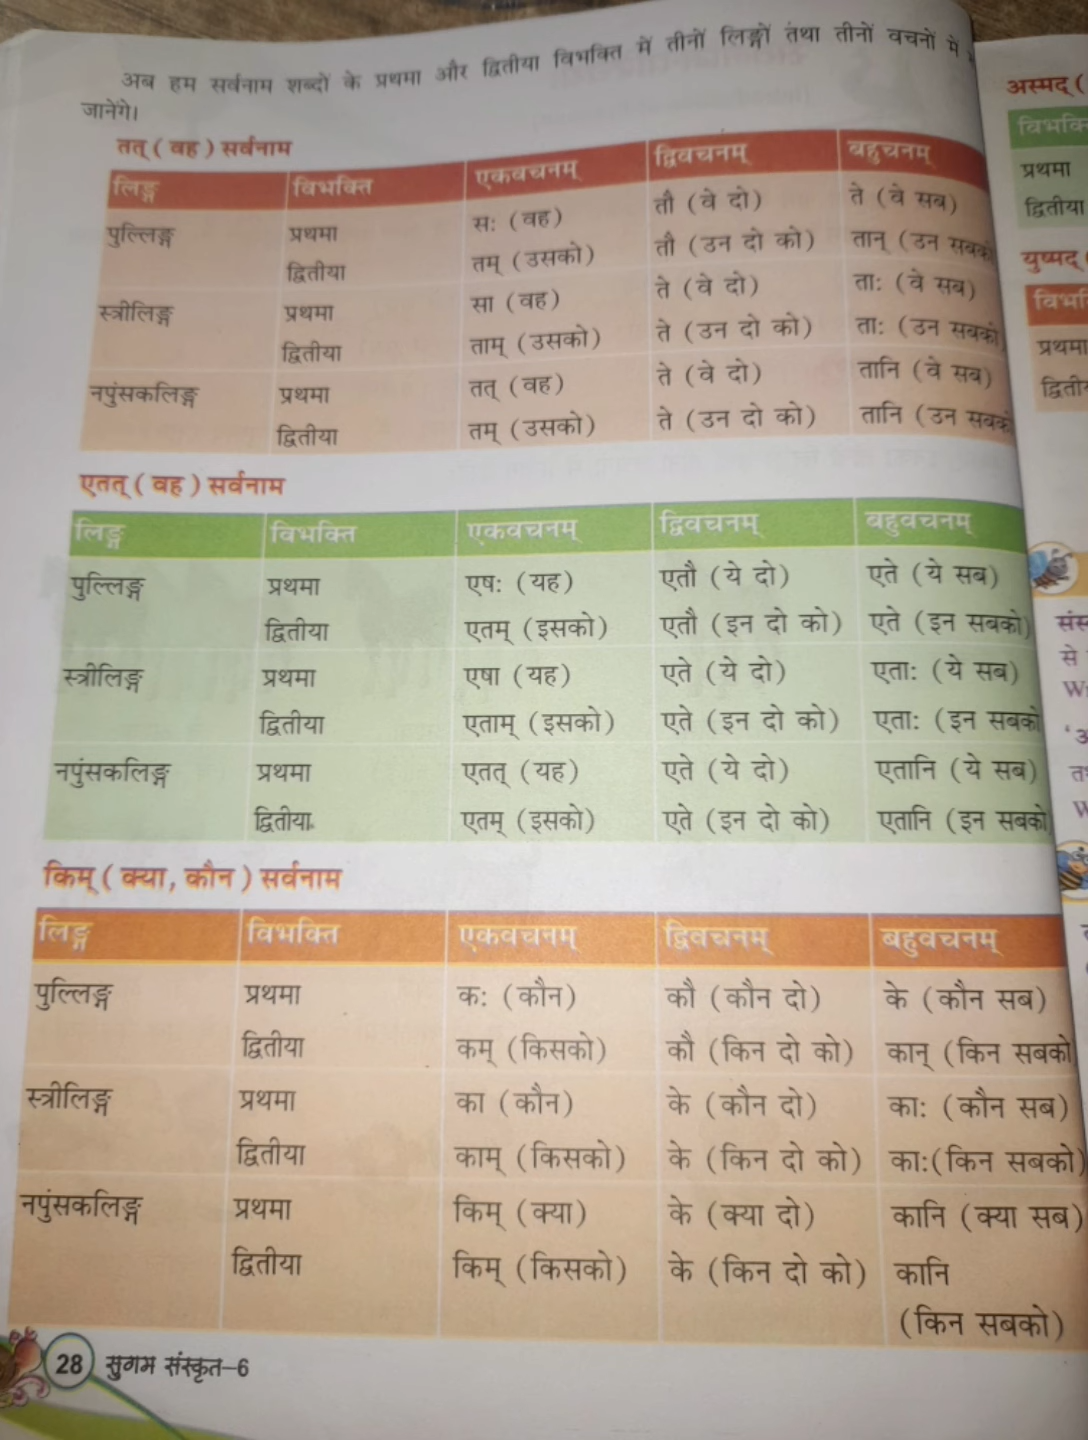 अब हम सर्वनाम शब्दों के प्रथमा और द्वितीया विभक्ति में तीनों लिङ्गों तथा तीनों वचनों में
जानेंगे।
तत् ( वह ) सर्वनाम
लिङ्ग विभक्ति एकवचनम् द्विवचनम् बहुचनम्
पुल्लिङ्ग प्रथमा सः (वह) तौ (वे दो) ते (वे सब)
द्वितीया तम् (उसको) तौ (उन दो को) तान् (उन सबको
स्त्रीलिङ्ग प्रथमा सा (वह) ते (वे दो) ताः (वे सब)
द्वितीया ताम् (उसको) ते (उन दो को) ताः (उन सबको
नपुंसकलिङ्ग प्रथमा तत् (वह) ते (वे दो) तानि (वे सब)
द्वितीया तम् (उसको) ते (उन दो को) तानि (उन सबको
एतत् ( वह ) सर्वनाम
लिङ्ग विभक्ति एकवचनम् द्विवचनम् बहुवचनम्
पुल्लिङ्ग प्रथमा एषः (यह) एतौ (ये दो) एते (ये सब)
द्वितीया एतम् (इसको) एतौ (इन दो को) एते (इन सबको)
स्त्रीलिङ्ग प्रथमा एषा (यह) एते (ये दो) एताः (ये सब)
द्वितीया एताम् (इसको) एते (इन दो को) एताः (इन सबको
नपुंसकलिङ्ग प्रथमा एतत् (यह) एते (ये दो) एतानि (ये सब)
द्वितीया एतम् (इसको) एते (इन दो को) एतानि (इन सबको
किम् ( क्या, कौन ) सर्वनाम
लिङ्ग विभक्ति एकवचनम् द्विवचनम् बहुवचनम्
पुल्लिङ्ग प्रथमा कः (कौन) कौ (कौन दो) के (कौन सब)
द्वितीया कम् (किसको) कौ (किन दो को) कान् (किन सबको
स्त्रीलिङ्ग प्रथमा का (कौन) के (कौन दो) काः (कौन सब)
द्वितीया काम् (किसको) के (किन दो को) काः(किन सबको)
नपुंसकलिङ्ग प्रथमा किम् (क्या) के (क्या दो) कानि (क्या सब)
द्वितीया किम् (किसको) के (किन दो को) कानि
(किन सबको)
28 सुगम संस्कृत–6
अस्मद् (
प्रथमा
द्वितीया
युष्मद् (
प्रथमा
से